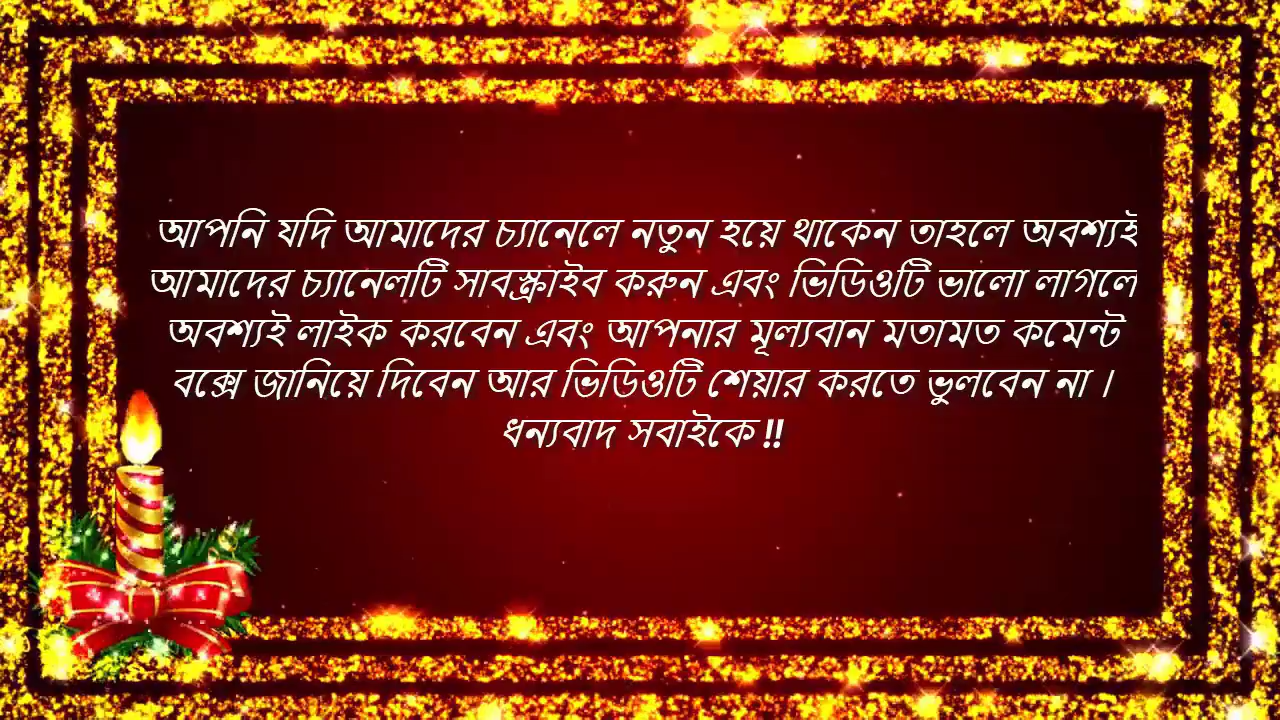 আপনি যদি আমাদের চ্যানেলে নতুন হয়ে থাকেন তাহলে অবশ্যই
আমাদের চ্যানেলটি সাবস্ক্রাইব করুন এবং ভিডিওটি ভালো লাগলে
অবশ্যই লাইক করবেন এবং আপনার মূল্যবান মতামত কমেন্ট
বক্সে জানিয়ে দিবেন আর ভিডিওটি শেয়ার করতে ভুলবেন না ।
ধন্যবাদ সবাইকে !!